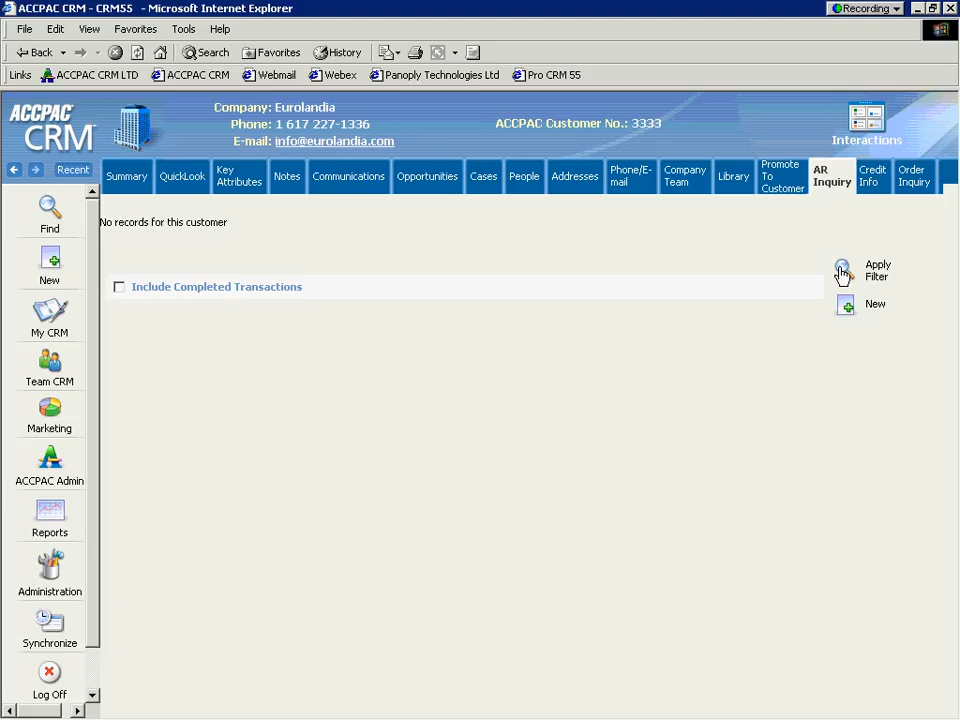 ACCPAC CRM - CRM55 - Microsoft Internet Explorer
Recording
File Edit View Favorites Tools Help
Back Search Favorites History
Links ACCPAC CRM LTD ACCPAC CRM Webmail Webex Panoply Technologies Ltd Pro CRM 55
ACCPAC
CRM
Company: Eurolandia
Phone: 1 617 227-1336
E-mail: info@eurolandia.com
ACCPAC Customer No.: 3333
Interactions
Recent
Summary
QuickLook
Key
Attributes
Notes
Communications
Opportunities
Cases
People
Addresses
Phone/E-
mail
Company
Team
Library
Promote
To
Customer
AR
Inquiry
Credit
Info
Order
Inquiry
Find
New
My CRM
Team CRM
Marketing
ACCPAC Admin
Reports
Administration
Synchronize
Log Off
No records for this customer
Include Completed Transactions
Apply
Filter
New